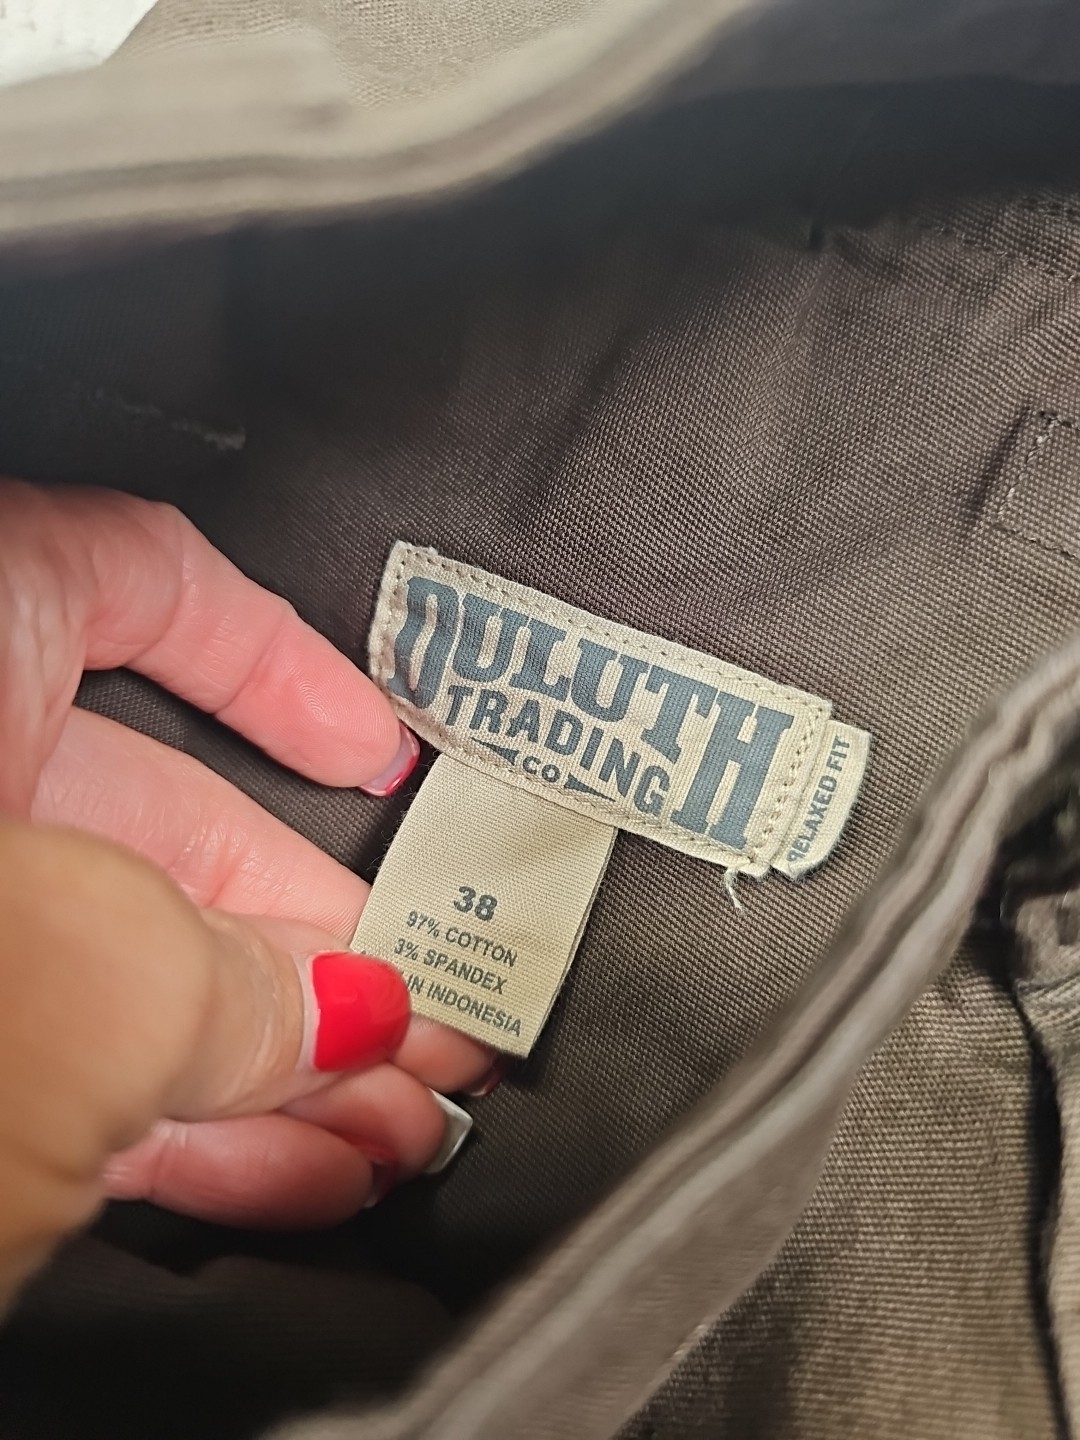 DULUTH
TRADING
CO
RELAXED FIT
38
97% COTTON
3% SPANDEX
IN INDONESIA